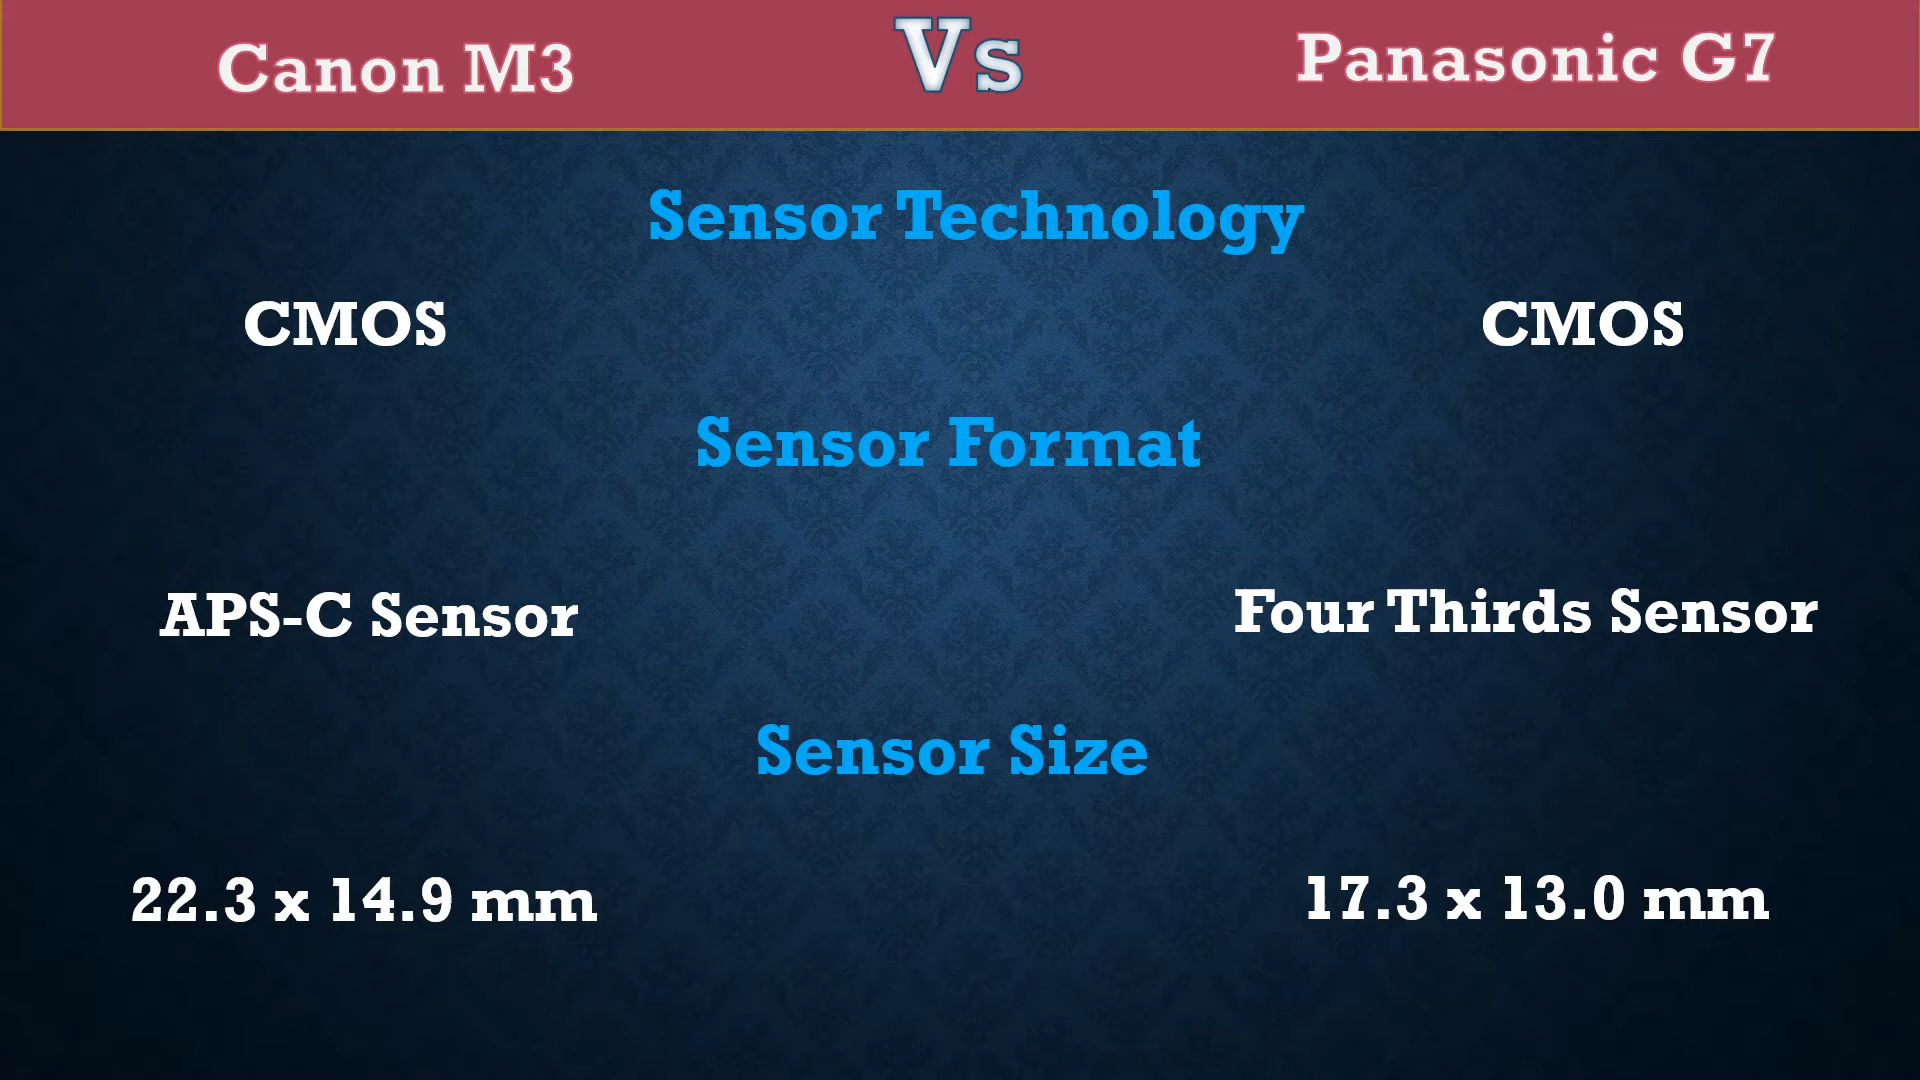 Canon M3 Vs Panasonic G7
Sensor Technology
CMOS CMOS
Sensor Format
APS-C Sensor Four Thirds Sensor
Sensor Size
22.3 x 14.9 mm 17.3 x 13.0 mm